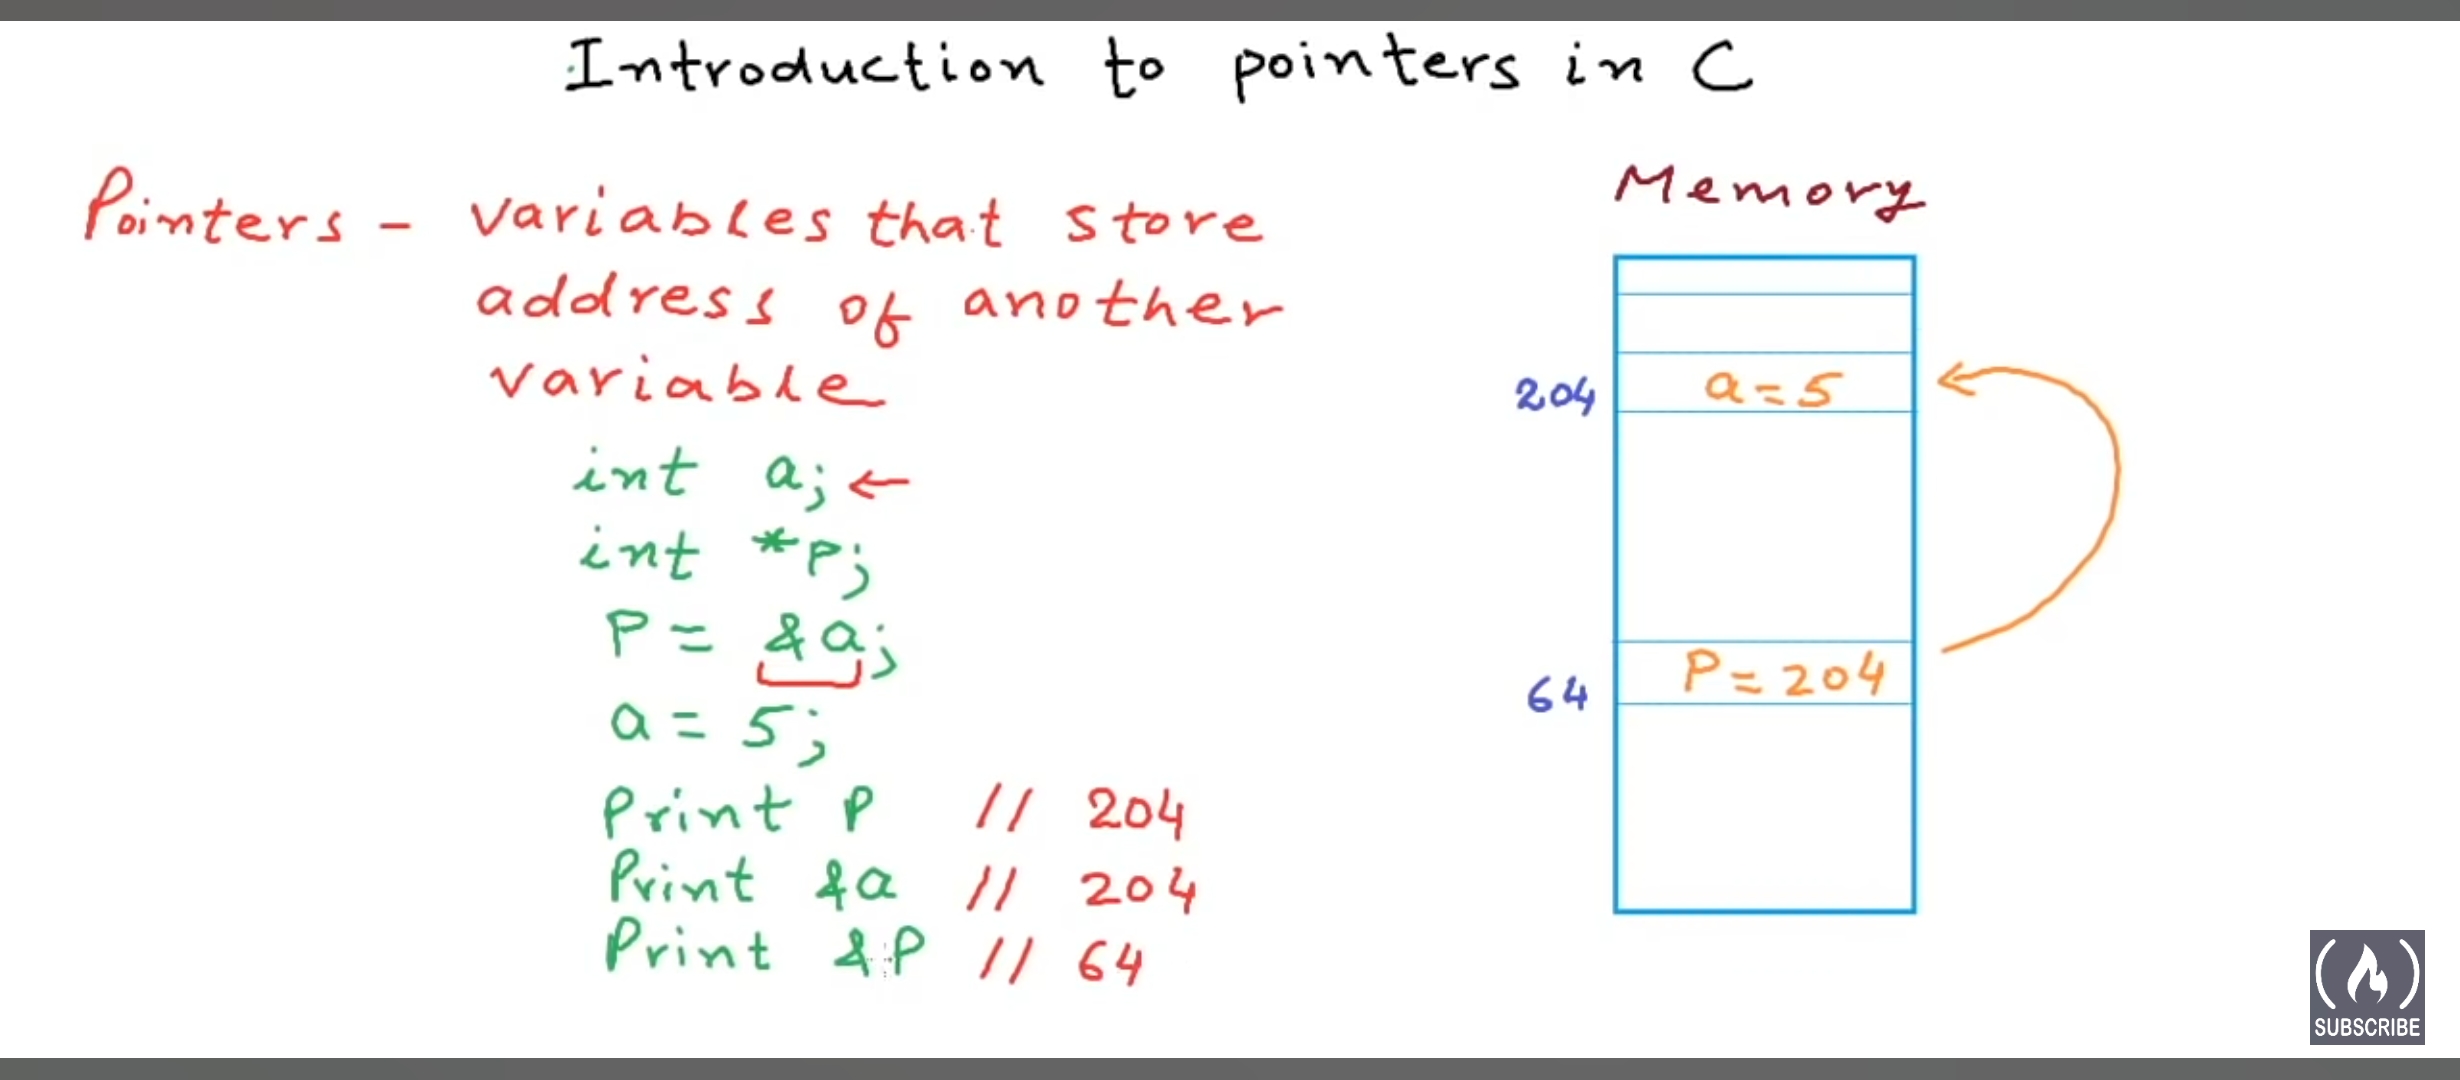 Introduction to pointers in C
Pointers - variables that store
address of another
variable
int a; ←
int *p;
P = &a;
a = 5;
Print P // 204
Print &a // 204
Print &P // 64
Memory
204 a = 5
64 P = 204
SUBSCRIBE